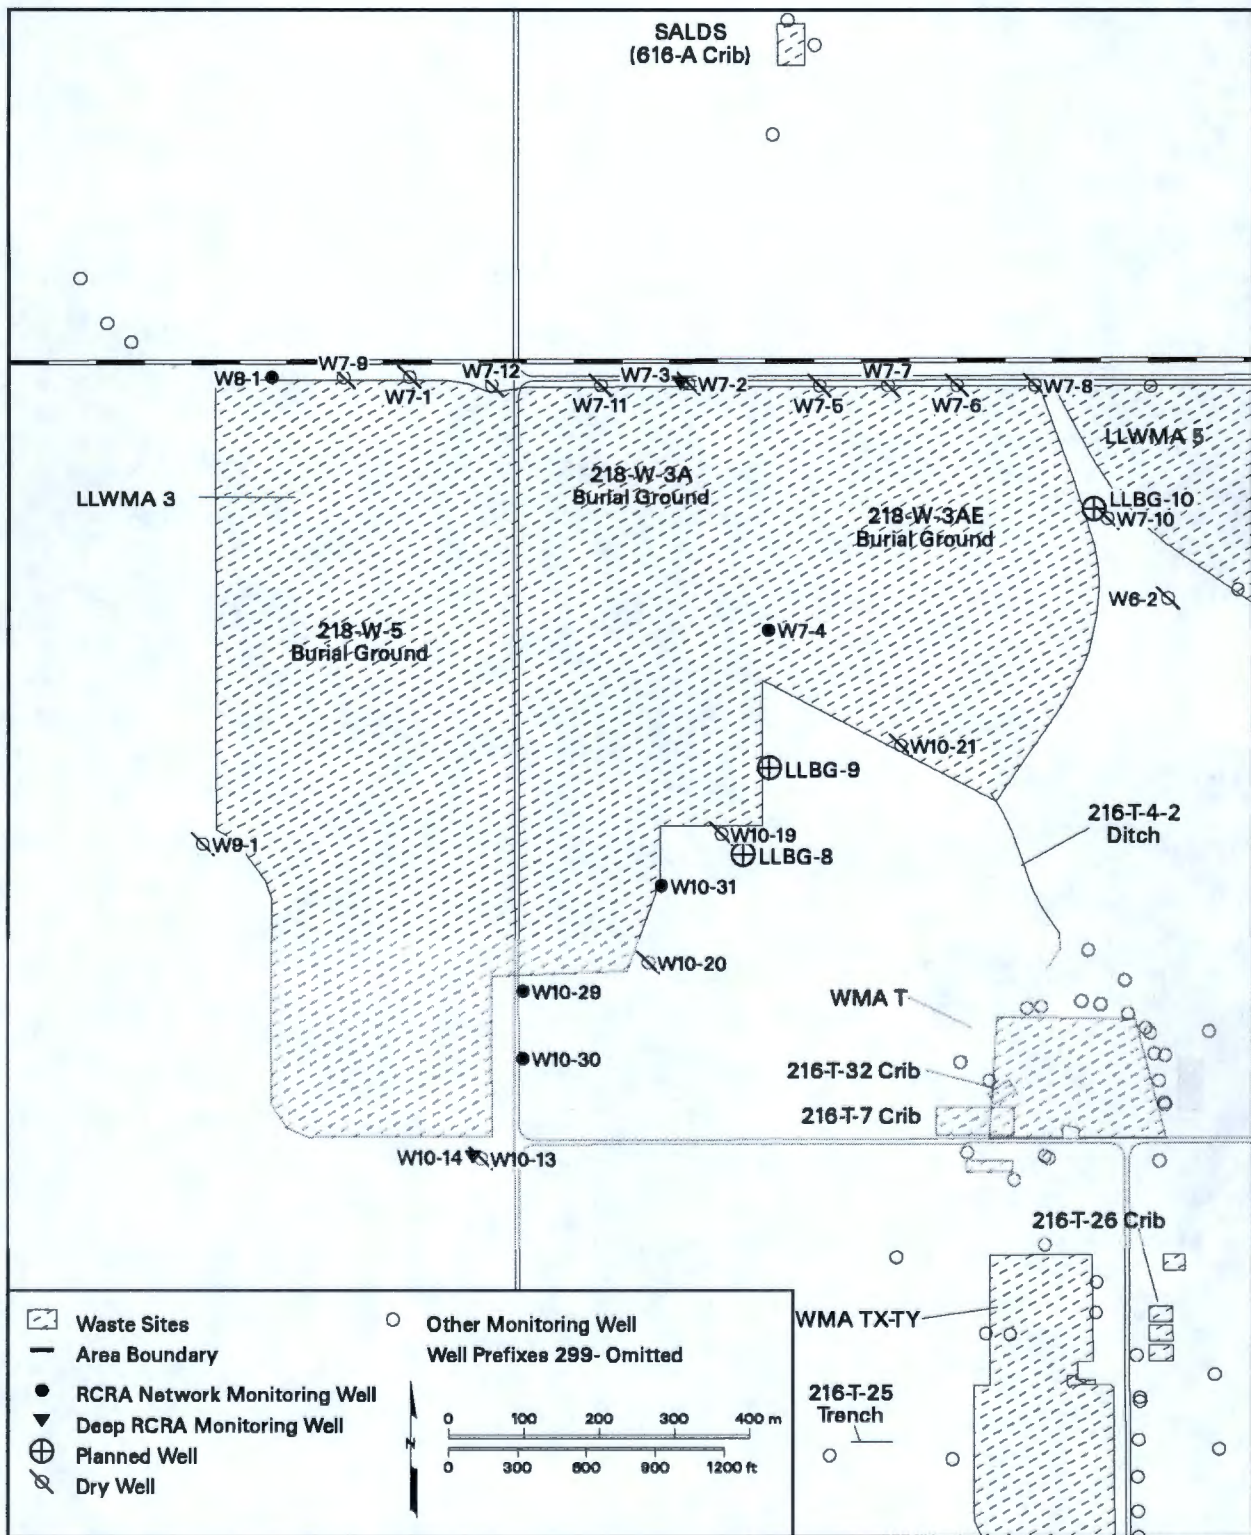 SALDS
(616-A Crib)
W8-1
W7-9
W7-1
W7-12
W7-11
W7-3
W7-2
W7-5
W7-7
W7-6
W7-8
LLWMA 5
LLWMA 3
218-W-3A
Burial Ground
218-W-3AE
Burial Ground
LLBG-10
W7-10
W6-2
218-W-5
Burial Ground
W7-4
W10-21
LLBG-9
216-T-4-2
Ditch
W9-1
W10-19
LLBG-8
W10-31
W10-20
W10-29
WMA T
W10-30
216-T-32 Crib
216-T-7 Crib
W10-14
W10-13
216-T-26 Crib
WMA TX-TY
216-T-25
Trench
Waste Sites
Area Boundary
RCRA Network Monitoring Well
Deep RCRA Monitoring Well
Planned Well
Dry Well
Other Monitoring Well
Well Prefixes 299- Omitted
N
0 100 200 300 400 m
0 300 600 900 1200 ft